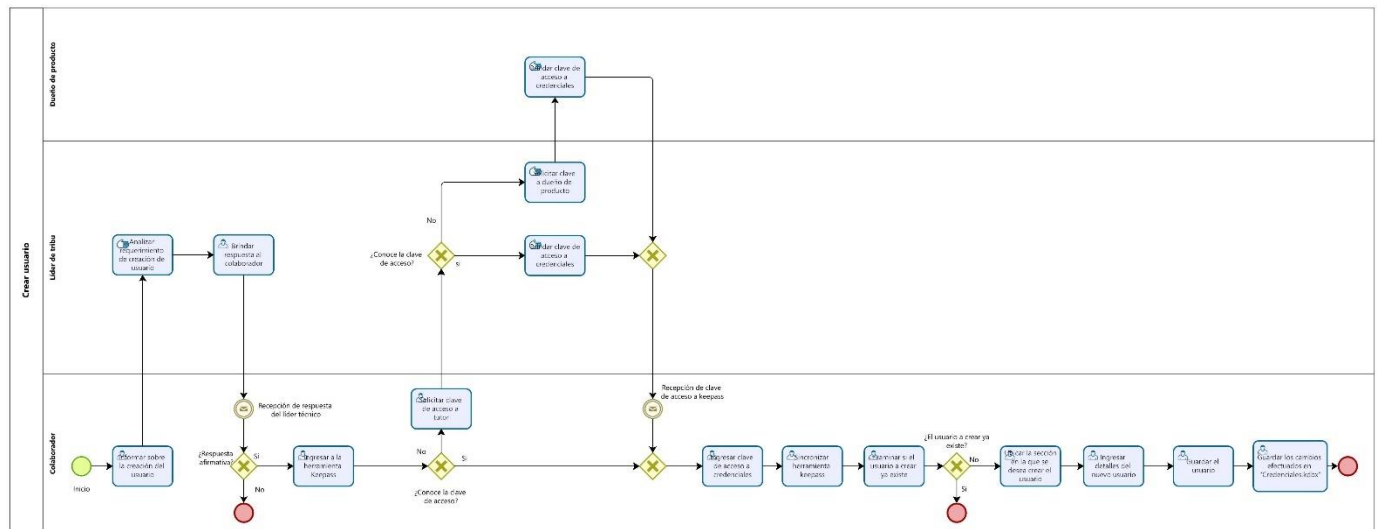 Crear usuario
Dueño de producto
Brindar clave de
acceso a
credenciales
Líder de tribu
Solicitar clave
a dueño de
producto
No
Analizar
requerimiento
de creación de
usuario
Brindar
respuesta al
colaborador
¿Conoce la clave
de acceso?
Si
Brindar clave de
acceso a
credenciales
Colaborador
Recepción de respuesta
del líder técnico
Solicitar clave
de acceso a
tutor
Recepción de clave
de acceso a keepass
Inicio
Informar sobre
la creación del
usuario
¿Respuesta
afirmativa?
Si
No
Ingresar a la
herramienta
Keepass
No
Si
¿Conoce la clave
de acceso?
Ingresar clave
de acceso a
credenciales
Sincronizar
herramienta
keepass
Examinar si el
usuario a crear
ya existe
¿El usuario a crear ya
existe?
No
Si
Ubicar la sección
en la que se
desea crear el
usuario
Ingresar
detalles del
nuevo usuario
Guardar el
usuario
Guardar los cambios
efectuados en
"Credenciales.kdbx"